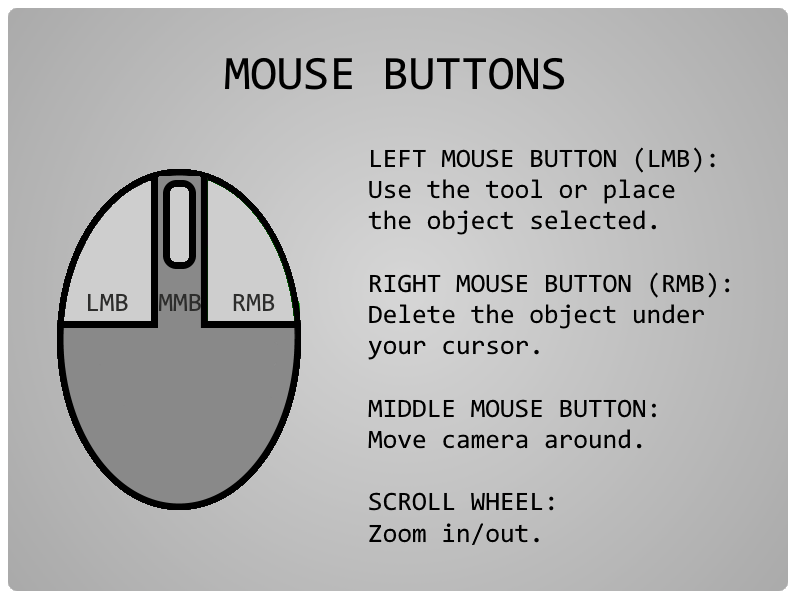 MOUSE BUTTONS
LMB MMB RMB
LEFT MOUSE BUTTON (LMB):
Use the tool or place
the object selected.
RIGHT MOUSE BUTTON (RMB):
Delete the object under
your cursor.
MIDDLE MOUSE BUTTON:
Move camera around.
SCROLL WHEEL:
Zoom in/out.